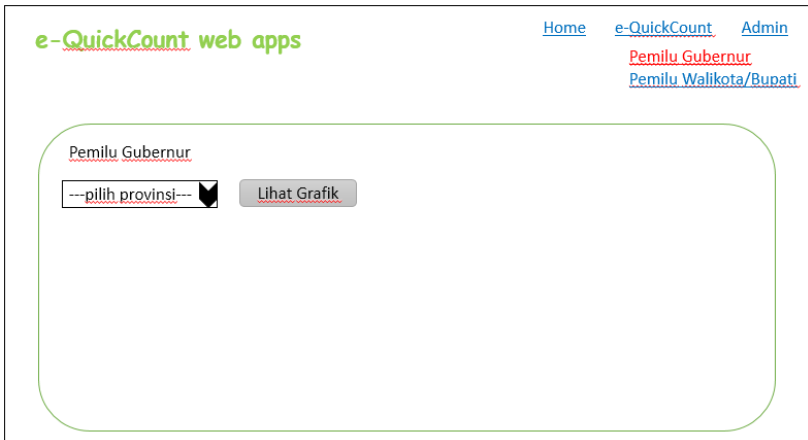 e-QuickCount web apps
Home e-QuickCount Admin
Pemilu Gubernur
Pemilu Walikota/Bupati
Pemilu Gubernur
---pilih provinsi--- Lihat Grafik